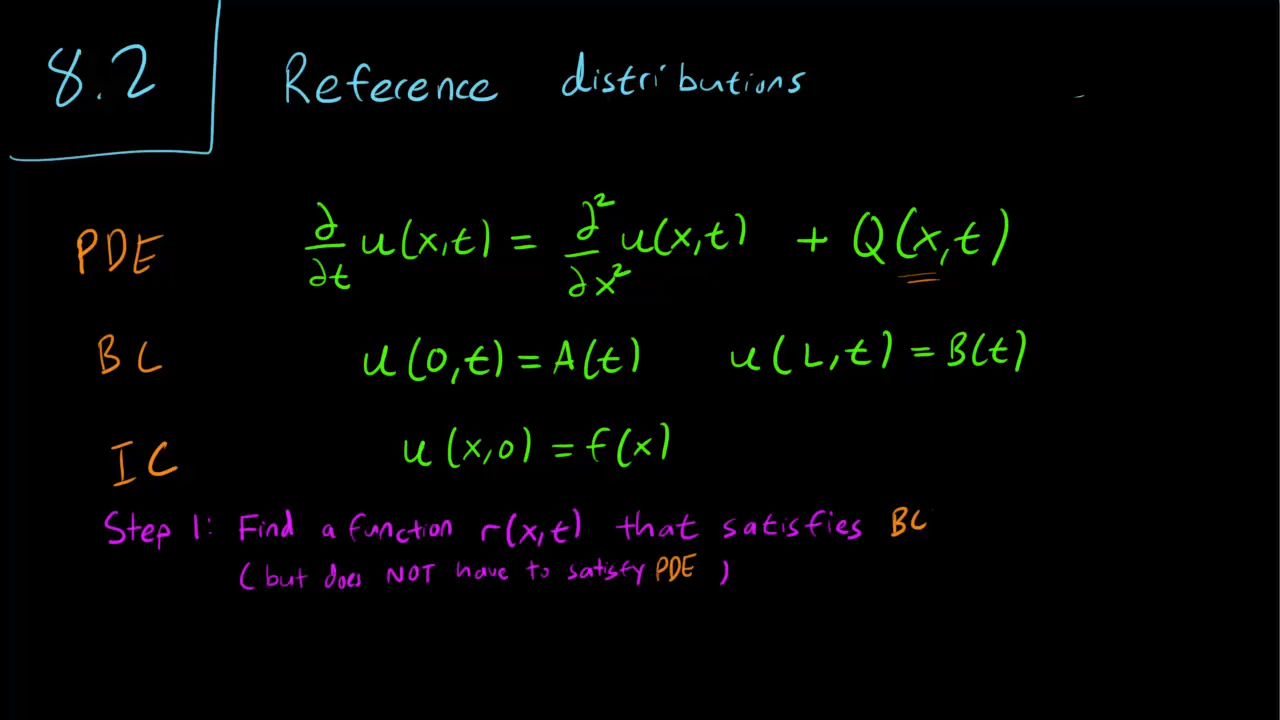 8.2 Reference distributions
PDE ∂/∂t u(x,t) = ∂²/∂x² u(x,t) + Q(x,t)
BC u(0,t) = A(t) u(L,t) = B(t)
IC u(x,0) = f(x)
Step 1: Find a function r(x,t) that satisfies BC
(but does NOT have to satisfy PDE )